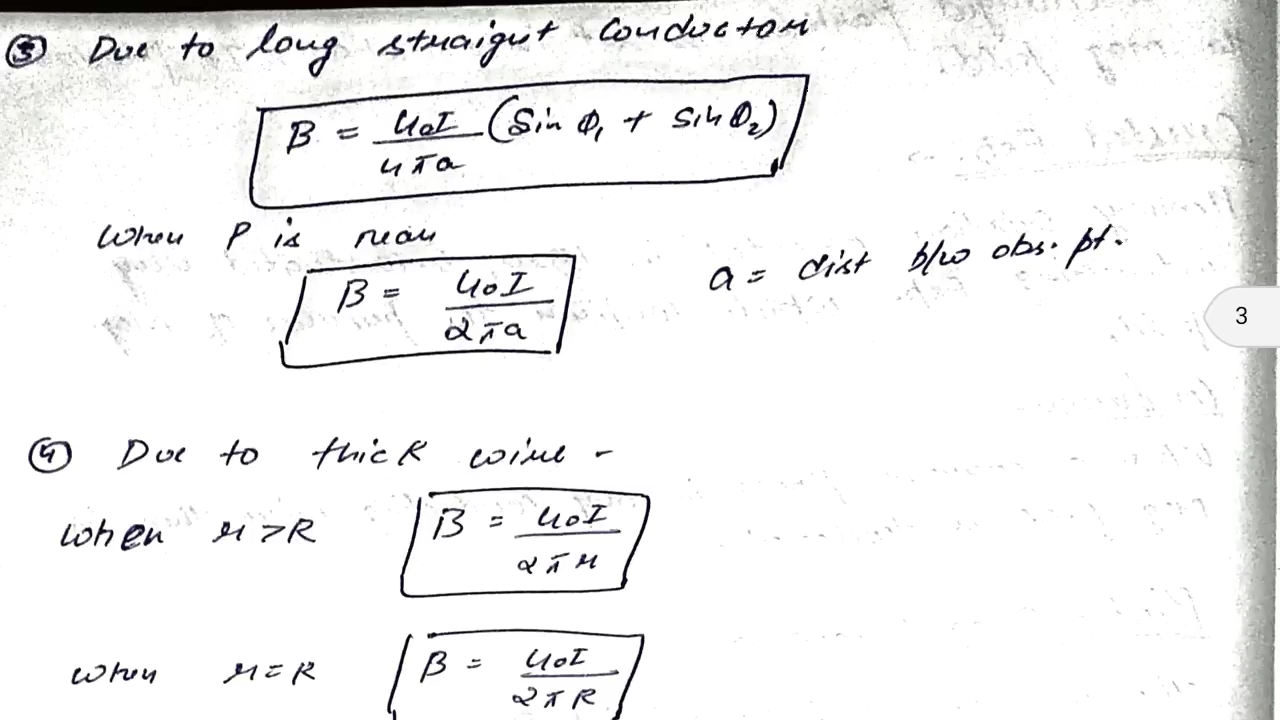 ③ Due to long straight conductor
B = μ₀I/4πa (Sin Φ₁ + Sin Φ₂)
When P is near
B = μ₀I/2πa
a = dist b/w obs. pt.
3
④ Due to thick wire -
When r > R B = μ₀I/2πr
when r = R B = μ₀I/2πR